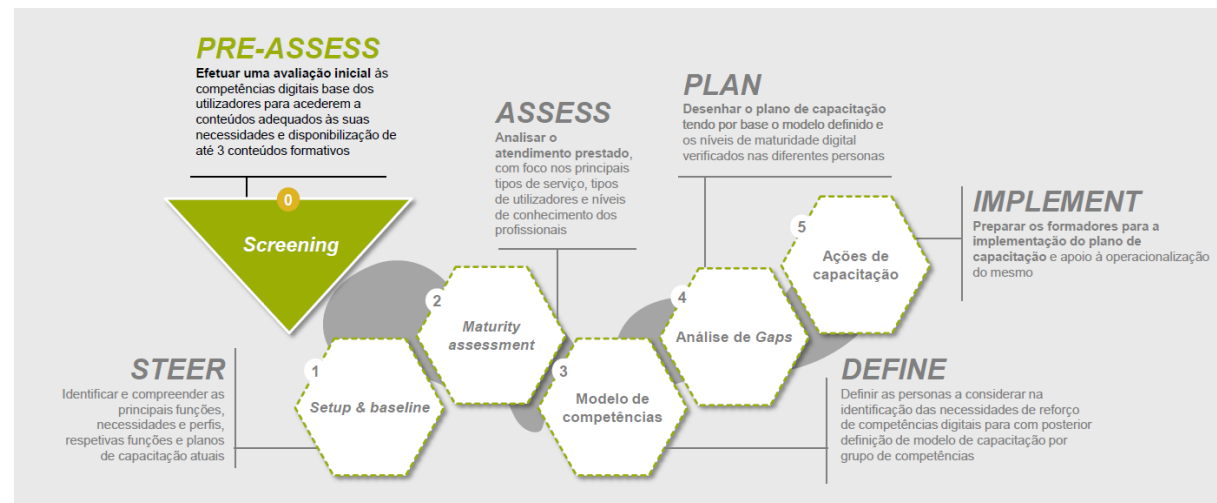 PRE-ASSESS
Efetuar uma avaliação inicial às
competências digitais base dos
utilizadores para acederem a
conteúdos adequados às suas
necessidades e disponibilização de
até 3 conteúdos formativos
0
Screening
STEER
Identificar e compreender as
principais funções,
necessidades e perfis,
respetivas funções e planos
de capacitação atuais
1
Setup & baseline
ASSESS
Analisar o
atendimento prestado,
com foco nos principais
tipos de serviço, tipos
de utilizadores e níveis
de conhecimento dos
profissionais
2
Maturity
assessment
3
Modelo de
competências
DEFINE
Definir as personas a considerar na
identificação das necessidades de reforço
de competências digitais para com posterior
definição de modelo de capacitação por
grupo de competências
PLAN
Desenhar o plano de capacitação
tendo por base o modelo definido e
os níveis de maturidade digital
verificados nas diferentes personas
4
Análise de Gaps
5
Ações de
capacitação
IMPLEMENT
Preparar os formadores para a
implementação do plano de
capacitação e apoio à operacionalização
do mesmo